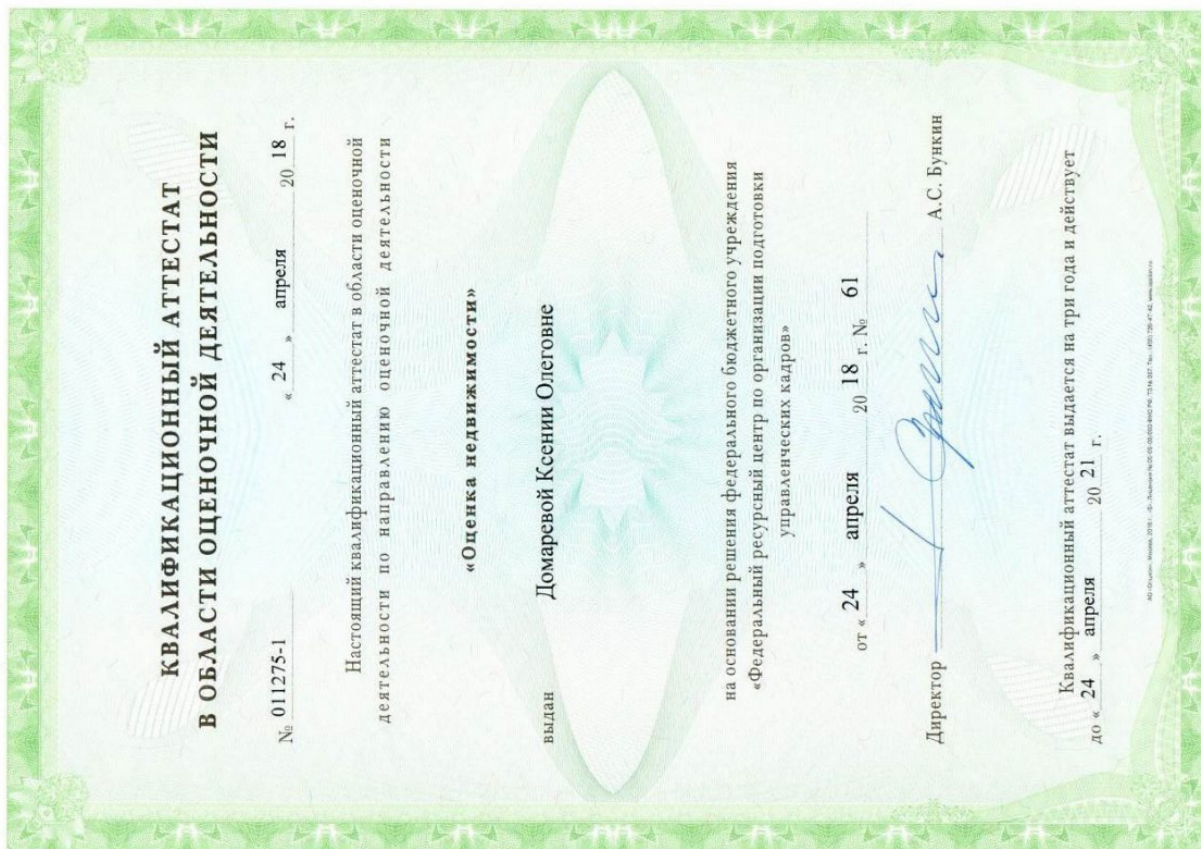 КВАЛИФИКАЦИОННЫЙ АТТЕСТАТ
В ОБЛАСТИ ОЦЕНОЧНОЙ ДЕЯТЕЛЬНОСТИ
№ 011275-1 « 24 » апреля 20 18 г.
Настоящий квалификационный аттестат в области оценочной
деятельности по направлению оценочной деятельности
«Оценка недвижимости»
выдан Домаревой Ксении Олеговне
на основании решения федерального бюджетного учреждения
«Федеральный ресурсный центр по организации подготовки
управленческих кадров»
от « 24 » апреля 20 18 г. № 61
Директор А.С. Бункин
Квалификационный аттестат выдается на три года и действует
до « 24 » апреля 20 21 г.